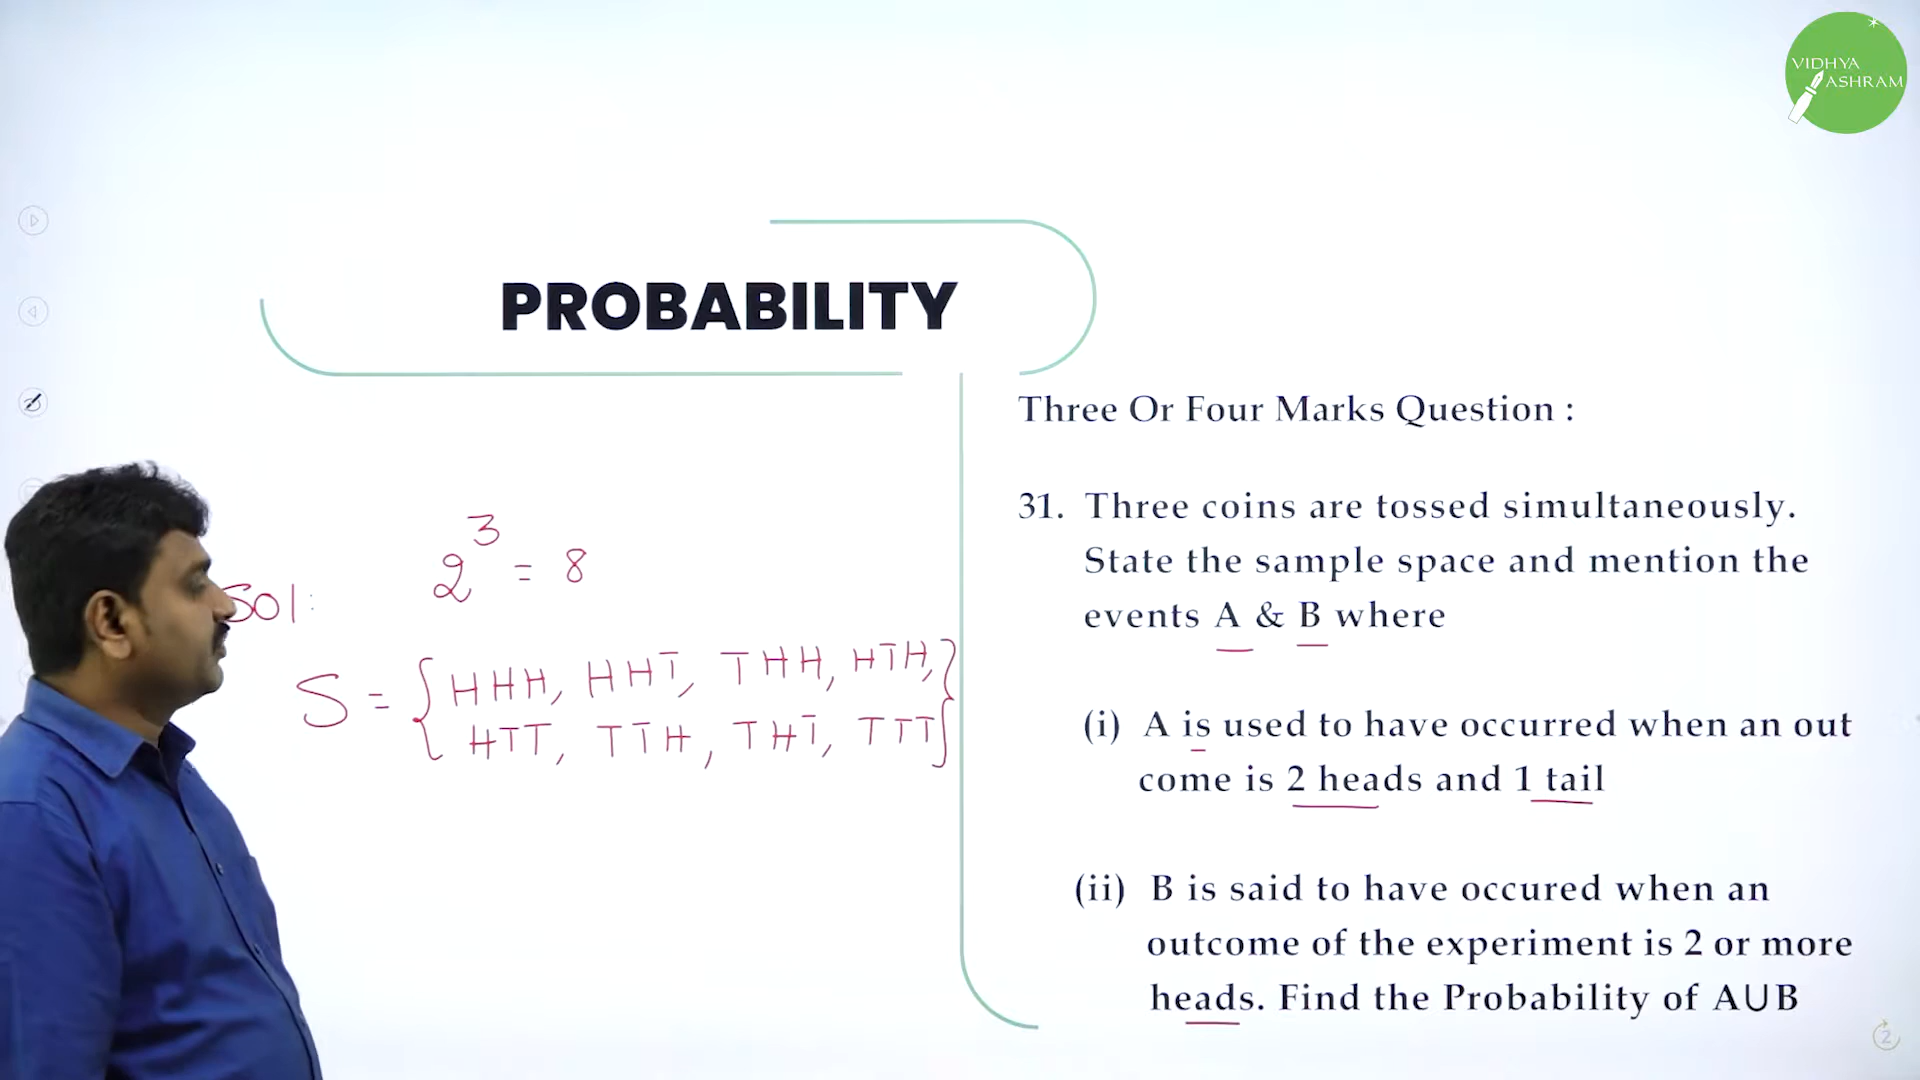 VIDHYA
ASHRAM
PROBABILITY
Three Or Four Marks Question :
31. Three coins are tossed simultaneously.
State the sample space and mention the
events A & B where
(i) A is used to have occurred when an out
come is 2 heads and 1 tail
(ii) B is said to have occured when an
outcome of the experiment is 2 or more
heads. Find the Probability of A∪B
2³ = 8
Sol:
S = {HHH, HHT, THH, HTH,
HTT, TTH, THT, TTT}
2